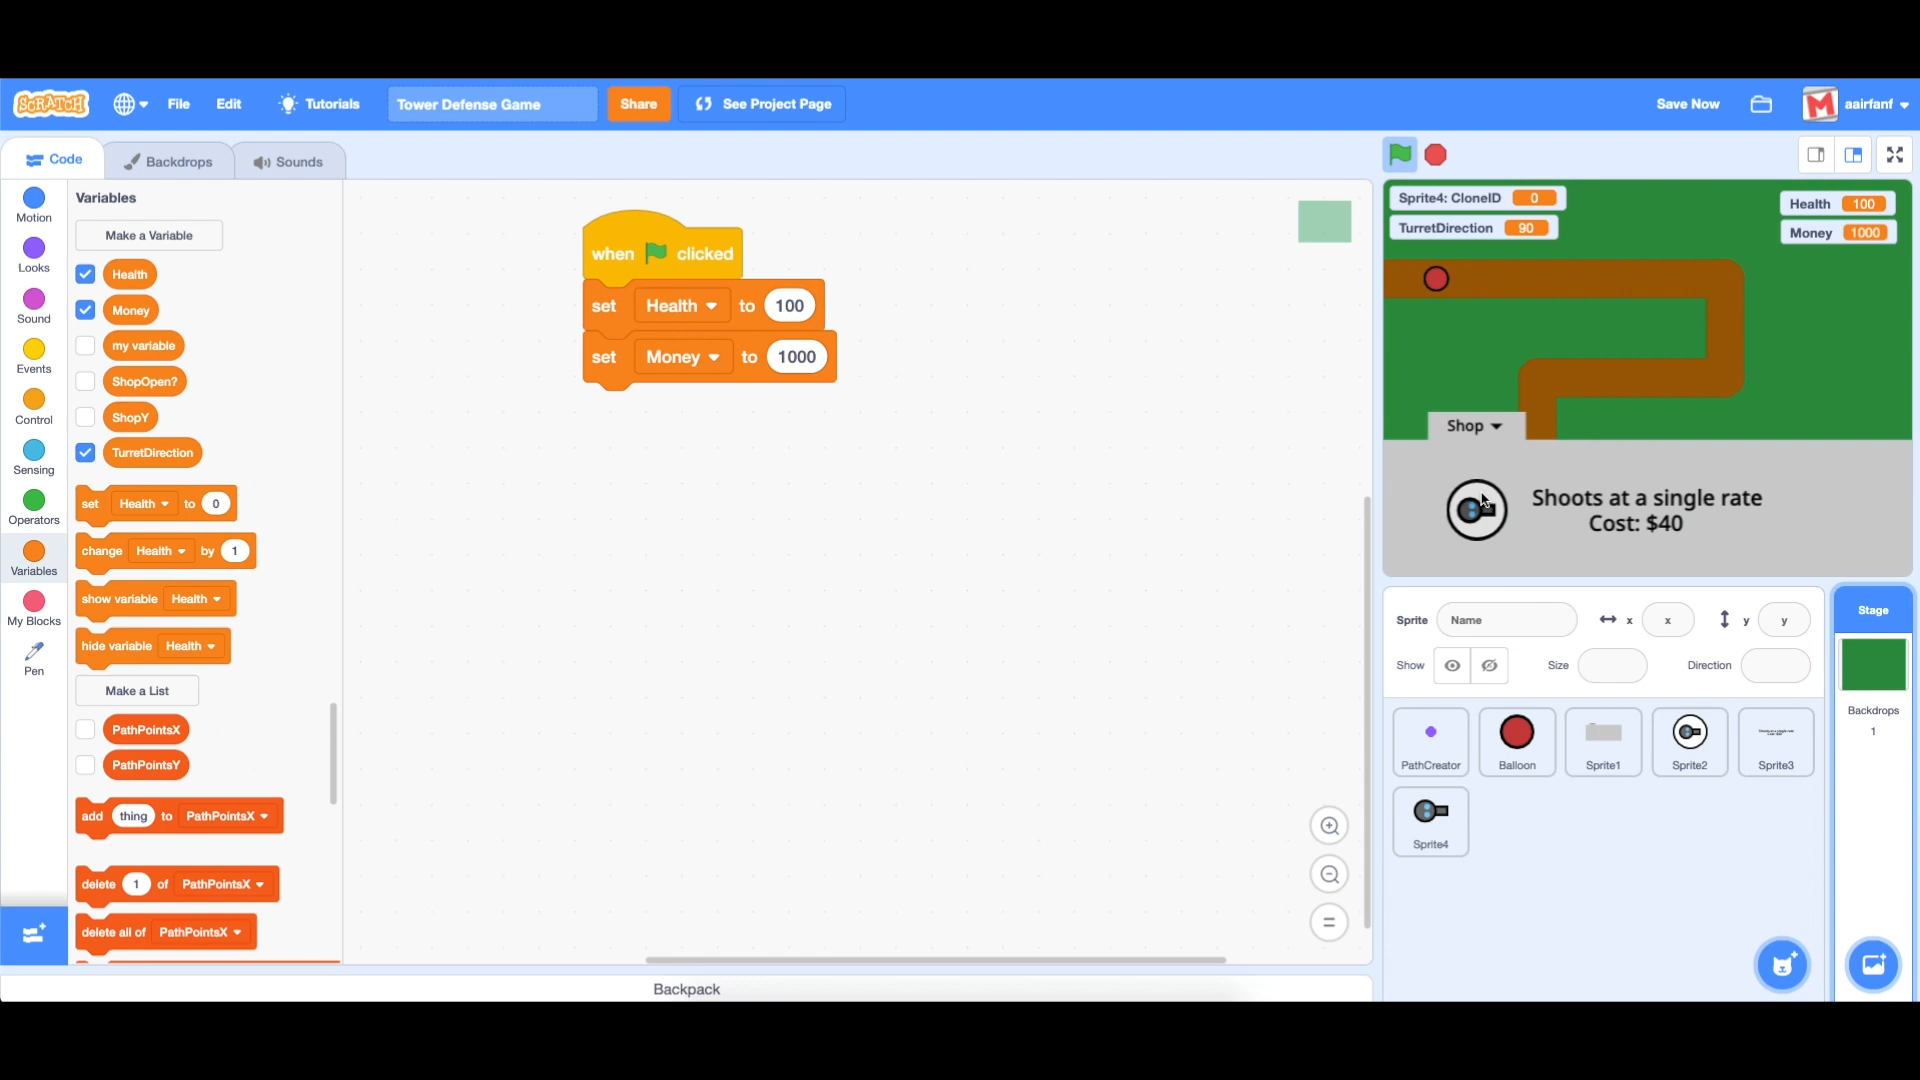 SCRATCH File Edit Tutorials Tower Defense Game Share See Project Page Save Now aairfanf
Code Backdrops Sounds
Motion
Looks
Sound
Events
Control
Sensing
Operators
Variables
My Blocks
Pen
Variables
Make a Variable
Health
Money
my variable
ShopOpen?
ShopY
TurretDirection
set Health to 0
change Health by 1
show variable Health
hide variable Health
Make a List
PathPointsX
PathPointsY
add thing to PathPointsX
delete 1 of PathPointsX
delete all of PathPointsX
when clicked
set Health to 100
set Money to 1000
Backpack
Sprite4: CloneID 0
TurretDirection 90
Health 100
Money 1000
Shop
Shoots at a single rate
Cost: $40
Sprite Name x x y y
Show Size Direction
PathCreator Balloon Sprite1 Sprite2 Sprite3
Sprite4
Stage
Backdrops
1